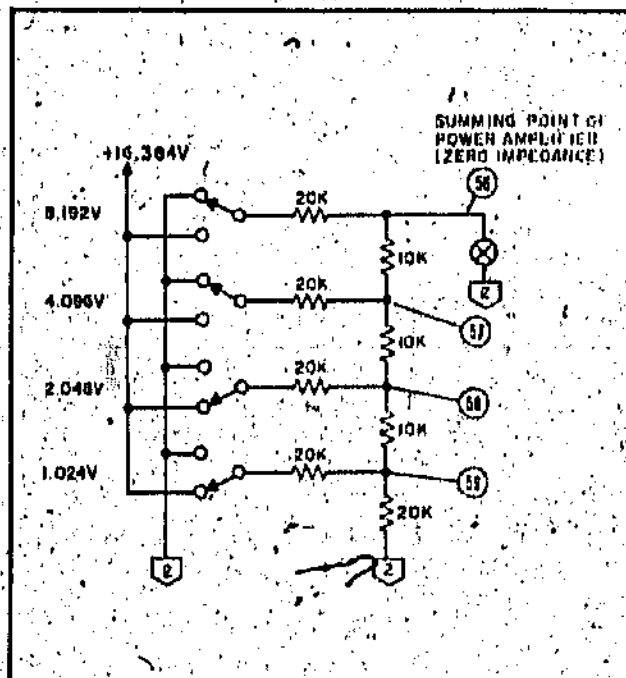 SUMMING POINT OF
POWER AMPLIFIER
(ZERO IMPEDANCE)
+16.384V
56
8.192V
20K
10K
2
4.096V
20K
57
10K
2.048V
20K
58
10K
1.024V
20K
59
20K
2
2